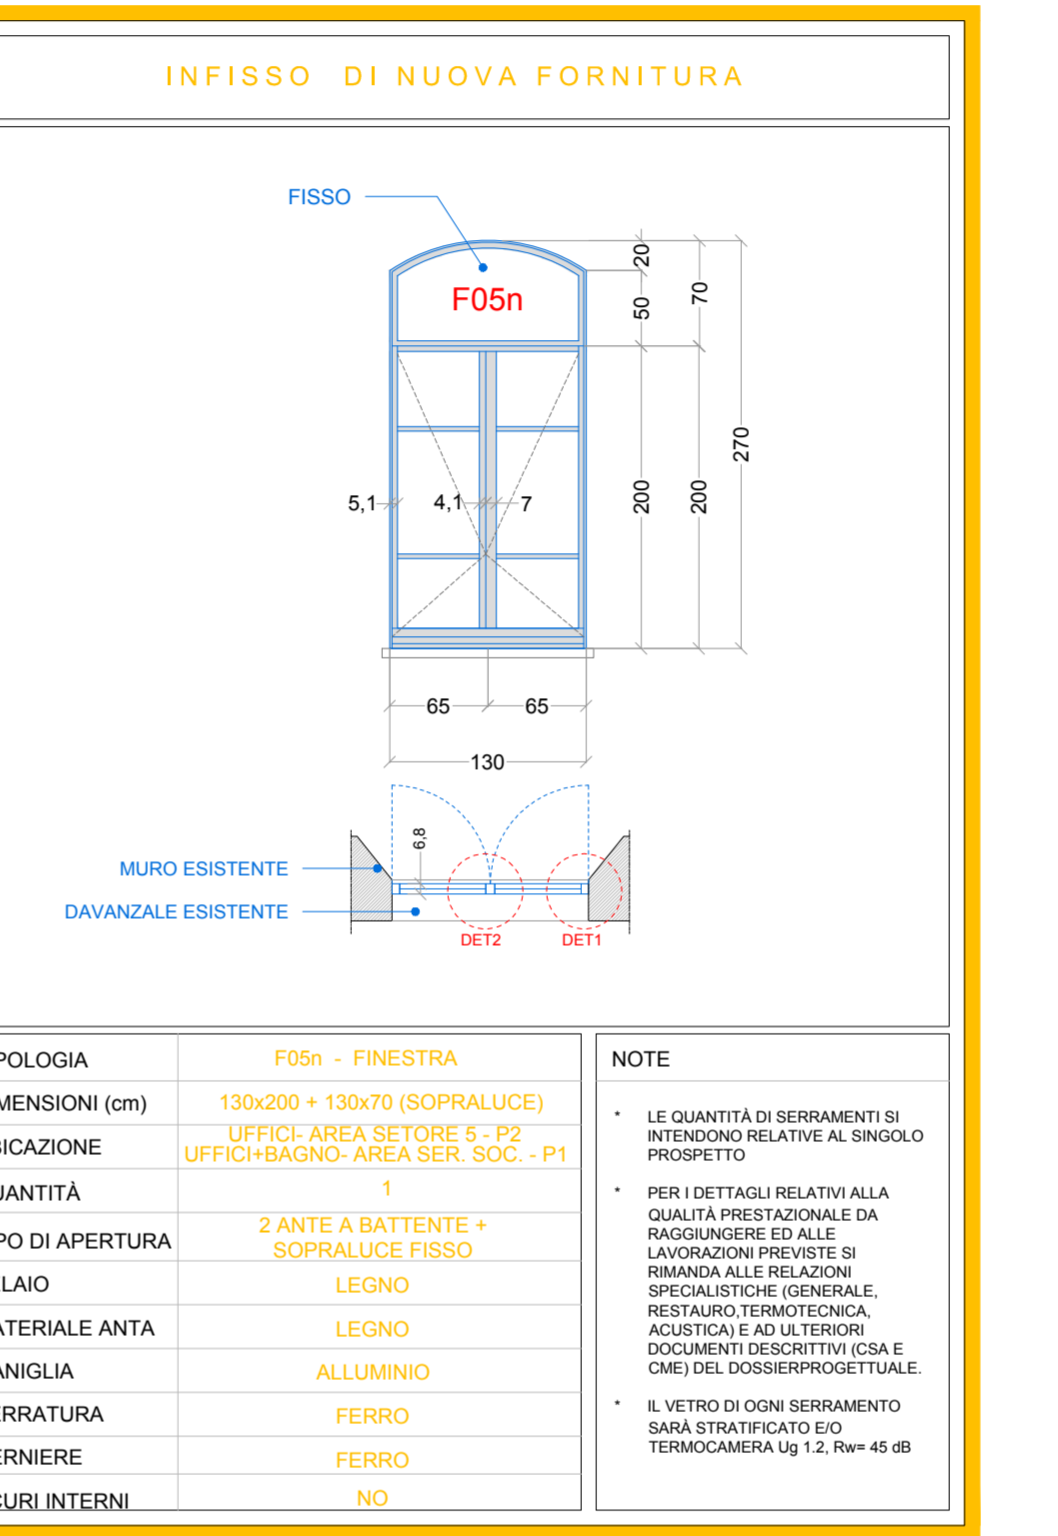 INFISSO DI NUOVA FORNITURA
FISSO
F05n
20
50
70
270
200
200
5,1
4,1
7
65
65
130
6,8
MURO ESISTENTE
DAVANZALE ESISTENTE
DET2
DET1
POLOGIA
F05n - FINESTRA
MENSIONI (cm)
130x200 + 130x70 (SOPRALUCE)
BICAZIONE
UFFICI- AREA SETORE 5 - P2
UFFICI+BAGNO- AREA SER. SOC. - P1
UANTITÀ
1
PO DI APERTURA
2 ANTE A BATTENTE +
SOPRALUCE FISSO
LAIO
LEGNO
ATERIALE ANTA
LEGNO
ANIGLIA
ALLUMINIO
ERRATURA
FERRO
ERNIERE
FERRO
CURI INTERNI
NO
NOTE
* LE QUANTITÀ DI SERRAMENTI SI
INTENDONO RELATIVE AL SINGOLO
PROSPETTO
* PER I DETTAGLI RELATIVI ALLA
QUALITÀ PRESTAZIONALE DA
RAGGIUNGERE ED ALLE
LAVORAZIONI PREVISTE SI
RIMANDA ALLE RELAZIONI
SPECIALISTICHE (GENERALE,
RESTAURO,TERMOTECNICA,
ACUSTICA) E AD ULTERIORI
DOCUMENTI DESCRITTIVI (CSA E
CME) DEL DOSSIERPROGETTUALE.
* IL VETRO DI OGNI SERRAMENTO
SARÀ STRATIFICATO E/O
TERMOCAMERA Ug 1.2, Rw= 45 dB